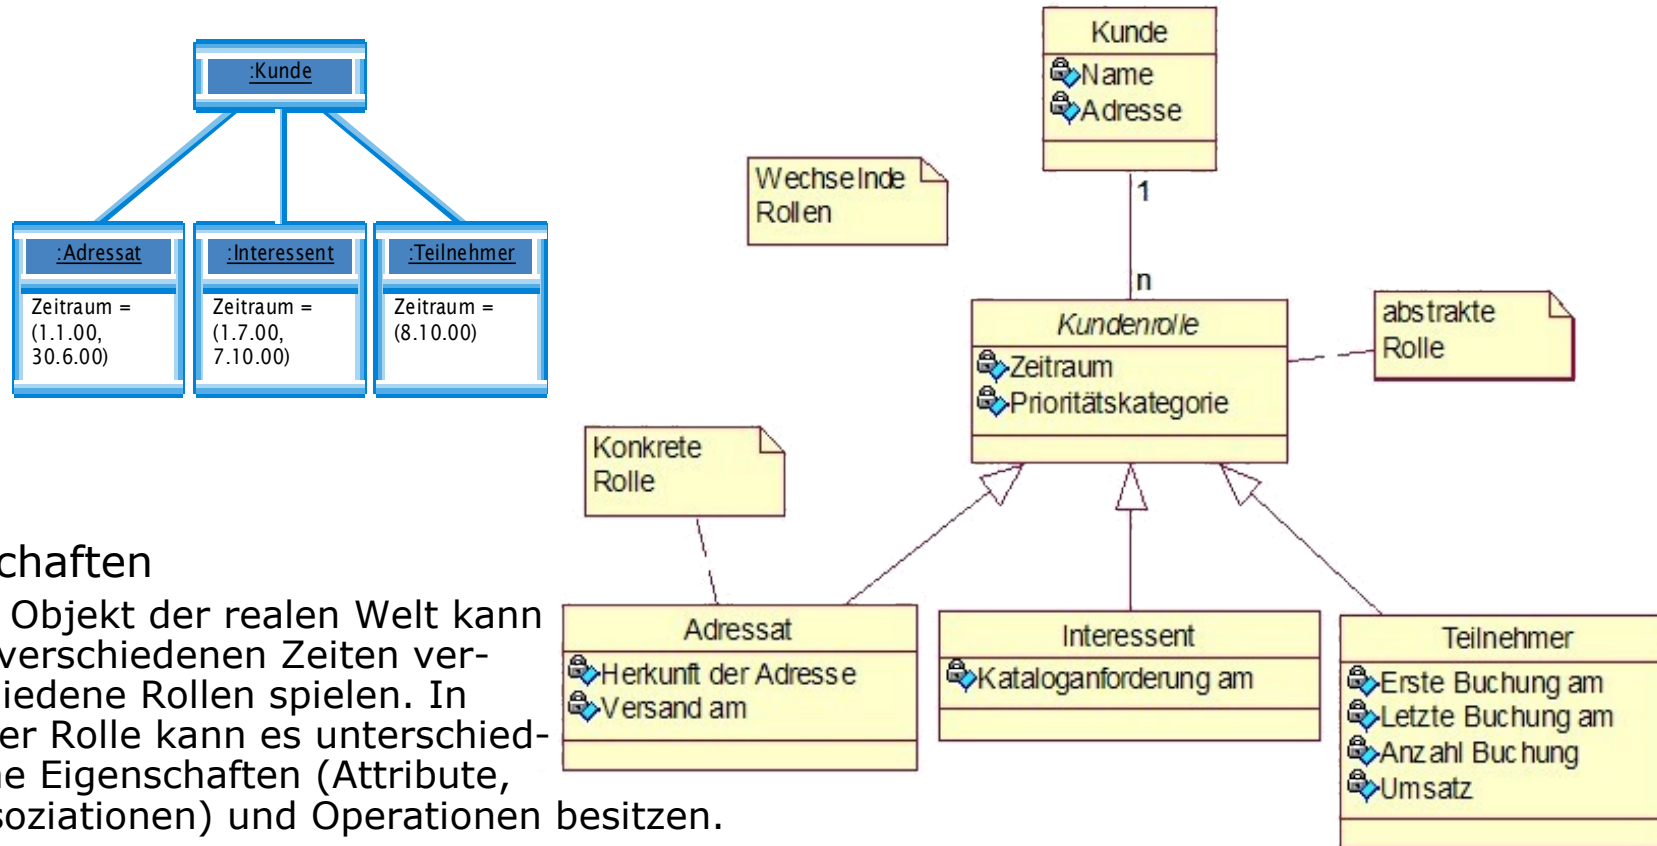 :Kunde
:Adressat
Zeitraum =
(1.1.00,
30.6.00)
:Interessent
Zeitraum =
(1.7.00,
7.10.00)
:Teilnehmer
Zeitraum =
(8.10.00)
Kunde
Name
Adresse
Wechselnde
Rollen
1
n
Kundenrolle
Zeitraum
Prioritätskategorie
abstrakte
Rolle
Konkrete
Rolle
Adressat
Herkunft der Adresse
Versand am
Interessent
Kataloganforderung am
Teilnehmer
Erste Buchung am
Letzte Buchung am
Anzahl Buchung
Umsatz
chaften
Objekt der realen Welt kann
verschiedenen Zeiten ver-
iedene Rollen spielen. In
er Rolle kann es unterschied-
e Eigenschaften (Attribute,
soziationen) und Operationen besitzen.